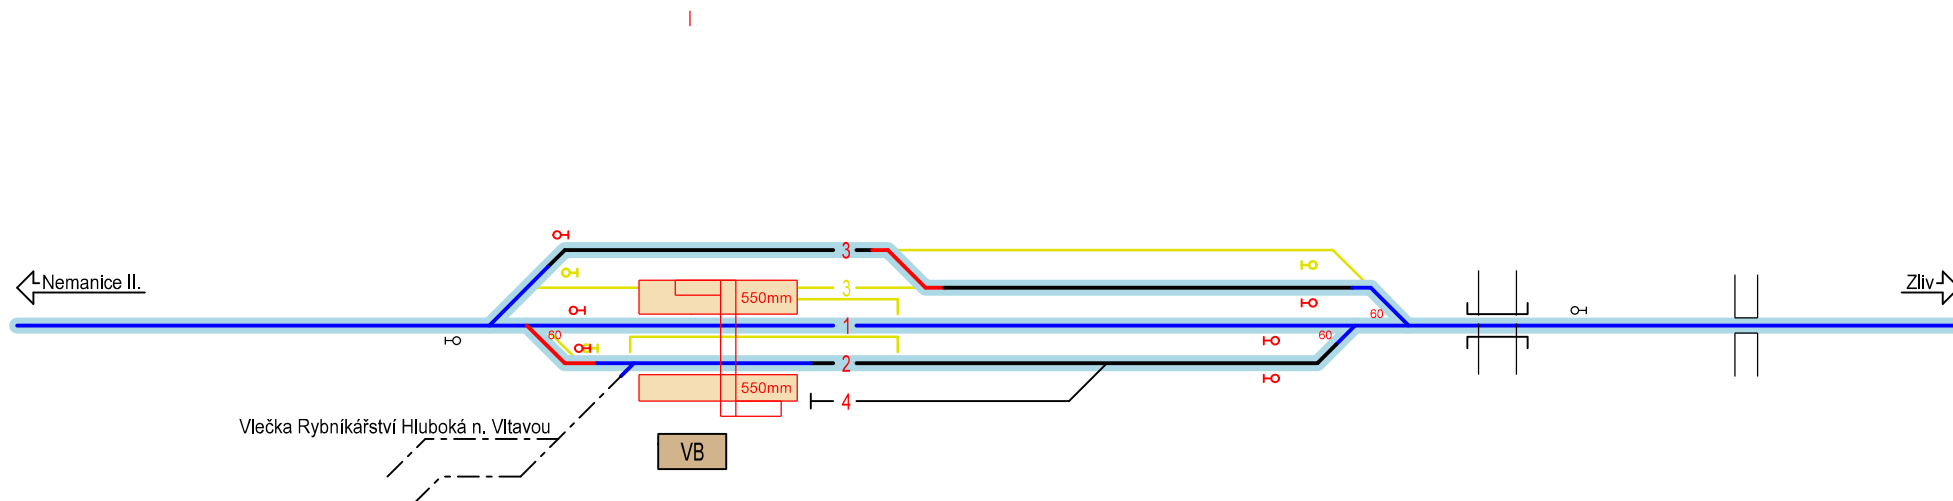 3
Nemanice II.
Zliv
550mm
3
60
1
60
60
2
550mm
4
Vlečka Rybníkářství Hluboká n. Vltavou
VB